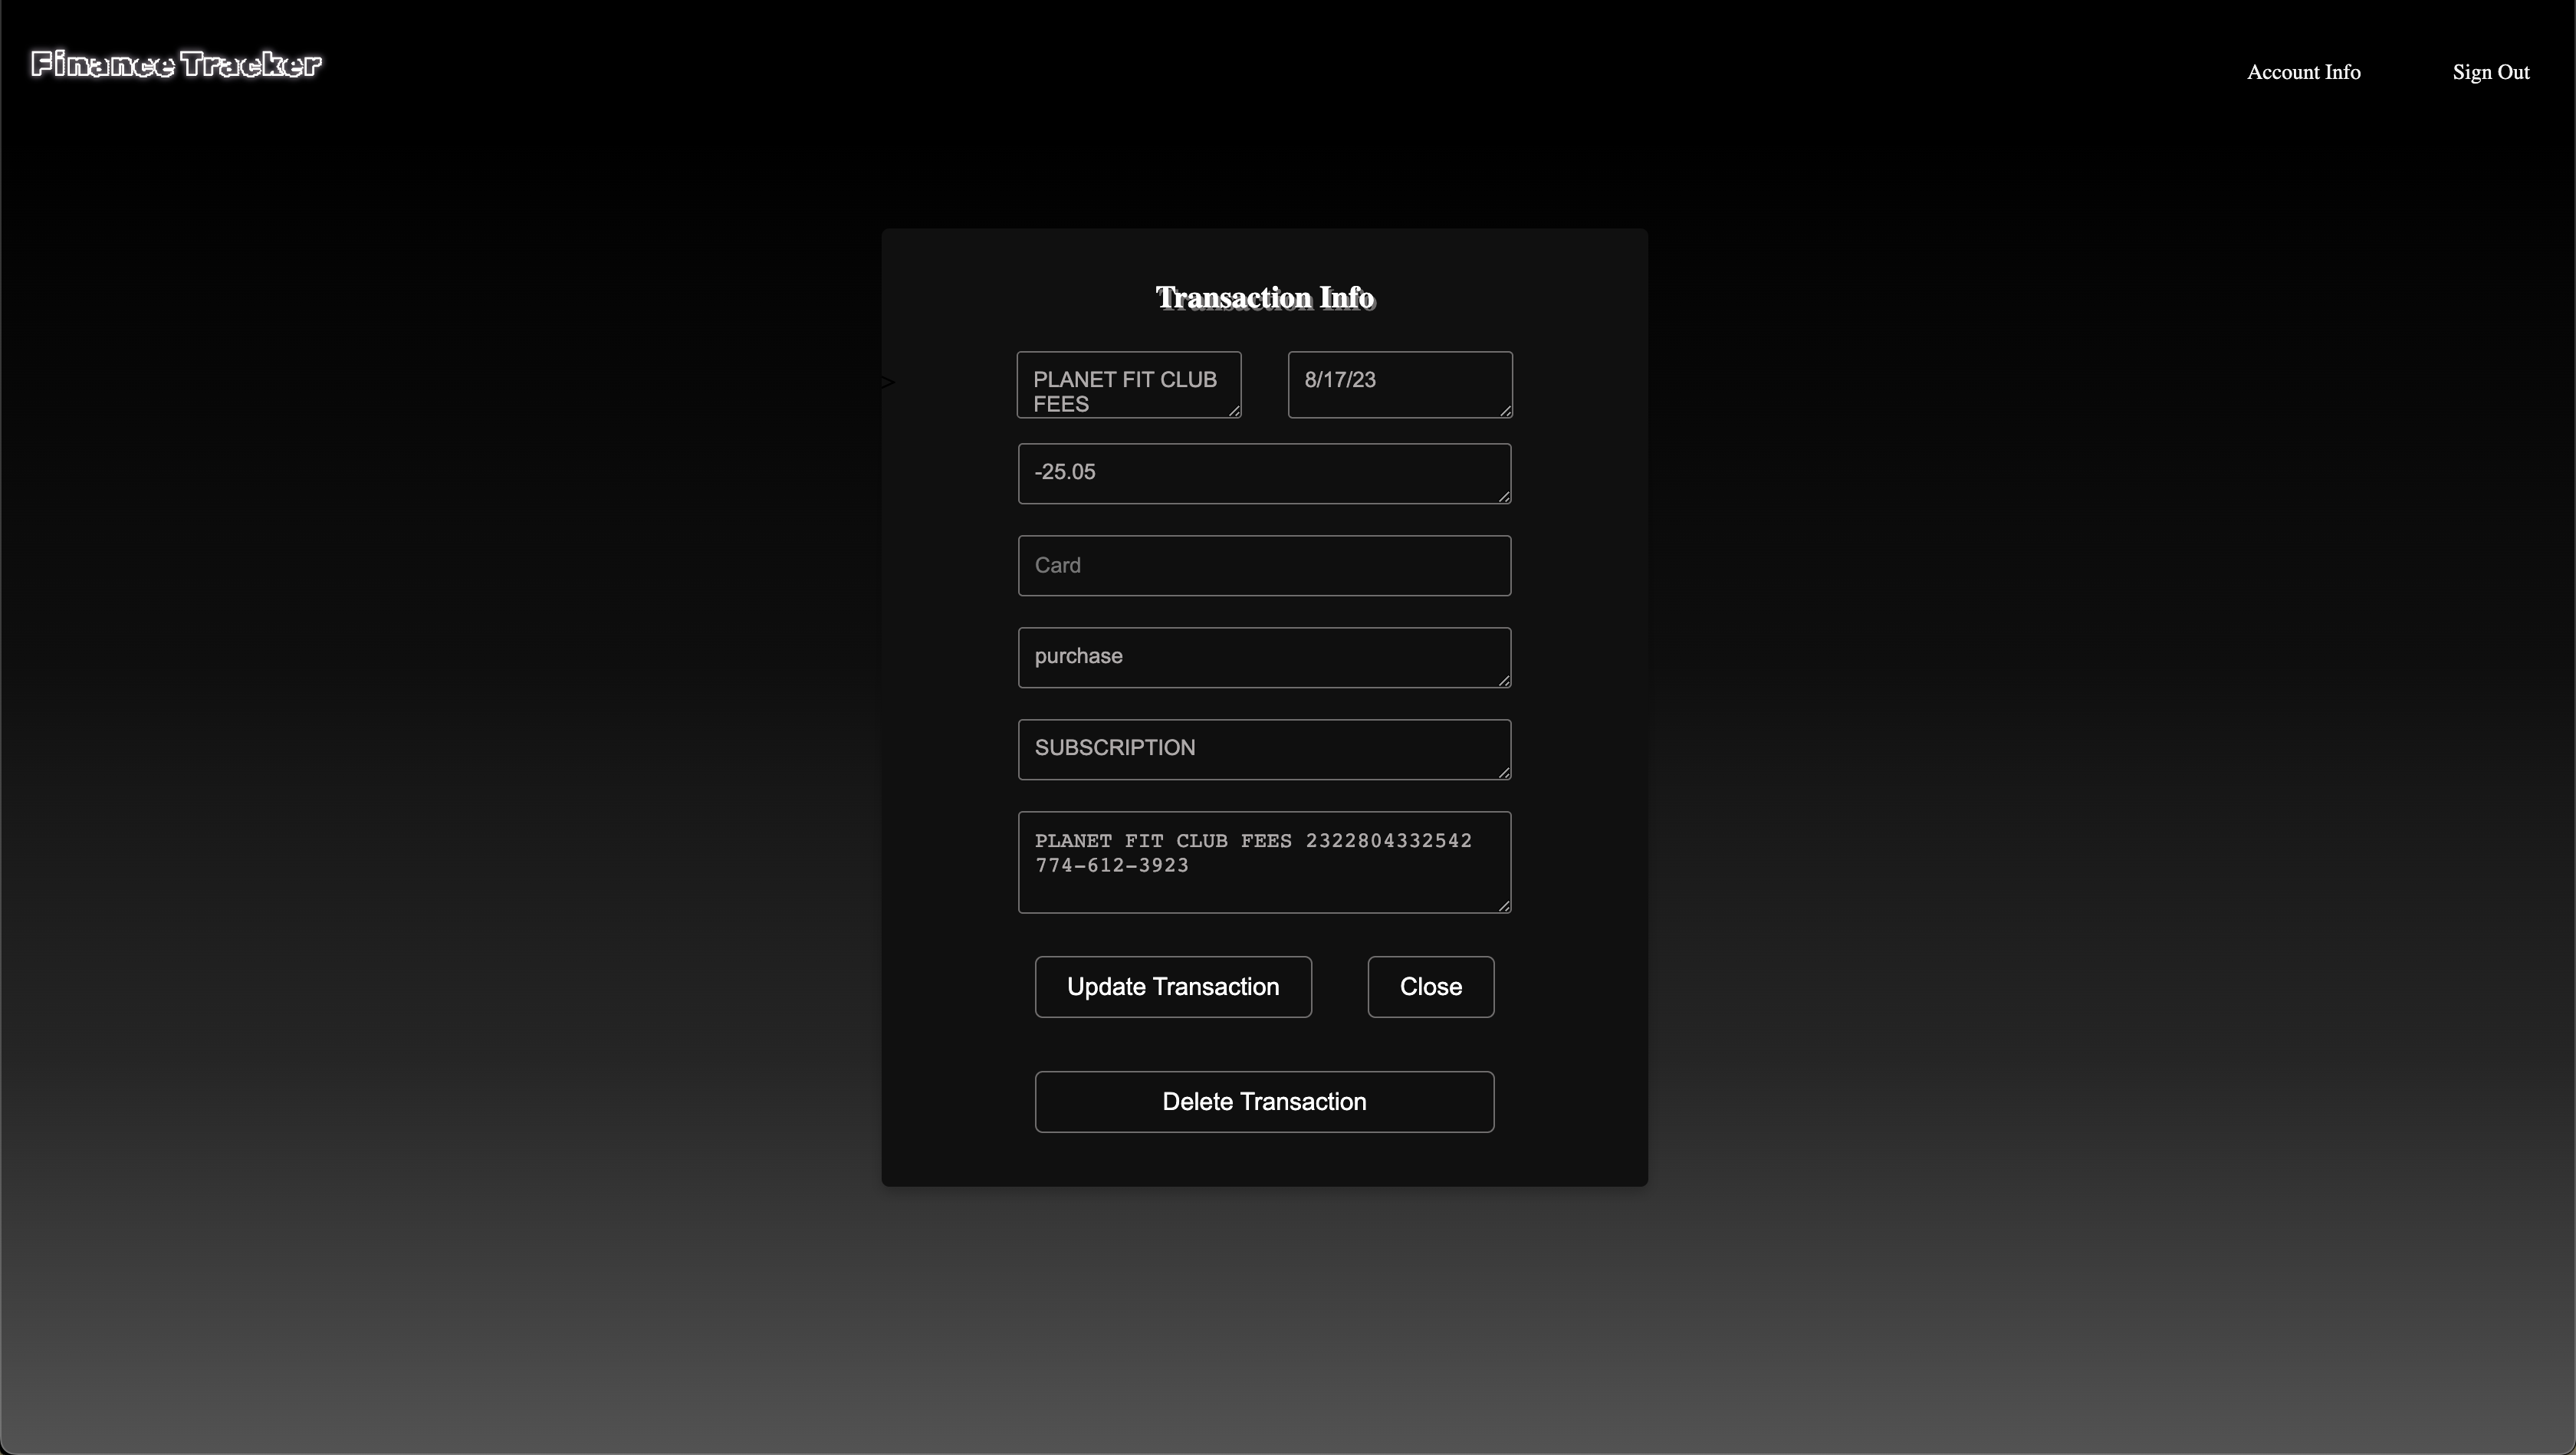 Finance Tracker
Account Info
Sign Out
Transaction Info
>
PLANET FIT CLUB
FEES
8/17/23
-25.05
Card
purchase
SUBSCRIPTION
PLANET FIT CLUB FEES 2322804332542
774-612-3923
Update Transaction
Close
Delete Transaction